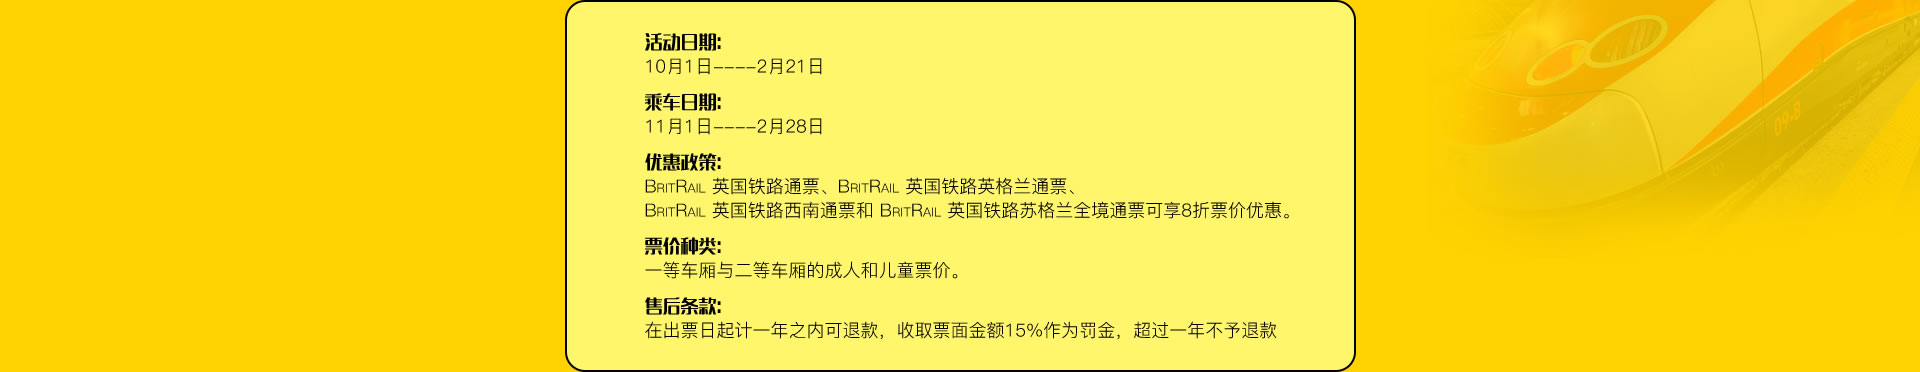 活动日期:
10月1日----2月21日
乘车日期:
11月1日----2月28日
优惠政策:
BRITRAIL 英国铁路通票、BRITRAIL 英国铁路英格兰通票、
BRITRAIL 英国铁路西南通票和 BRITRAIL 英国铁路苏格兰全境通票可享8折票价优惠。
票价种类:
一等车厢与二等车厢的成人和儿童票价。
售后条款:
在出票日起计一年之内可退款，收取票面金额15%作为罚金，超过一年不予退款